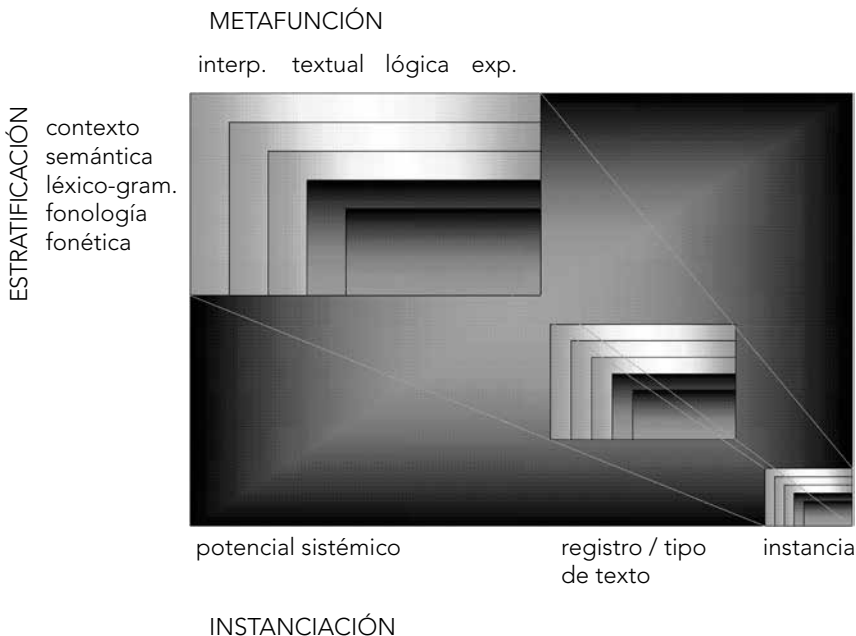 METAFUNCIÓN
interp. textual lógica exp.
ESTRATIFICACIÓN
contexto
semántica
léxico-gram.
fonología
fonética
potencial sistémico
registro / tipo
de texto
instancia
INSTANCIACIÓN